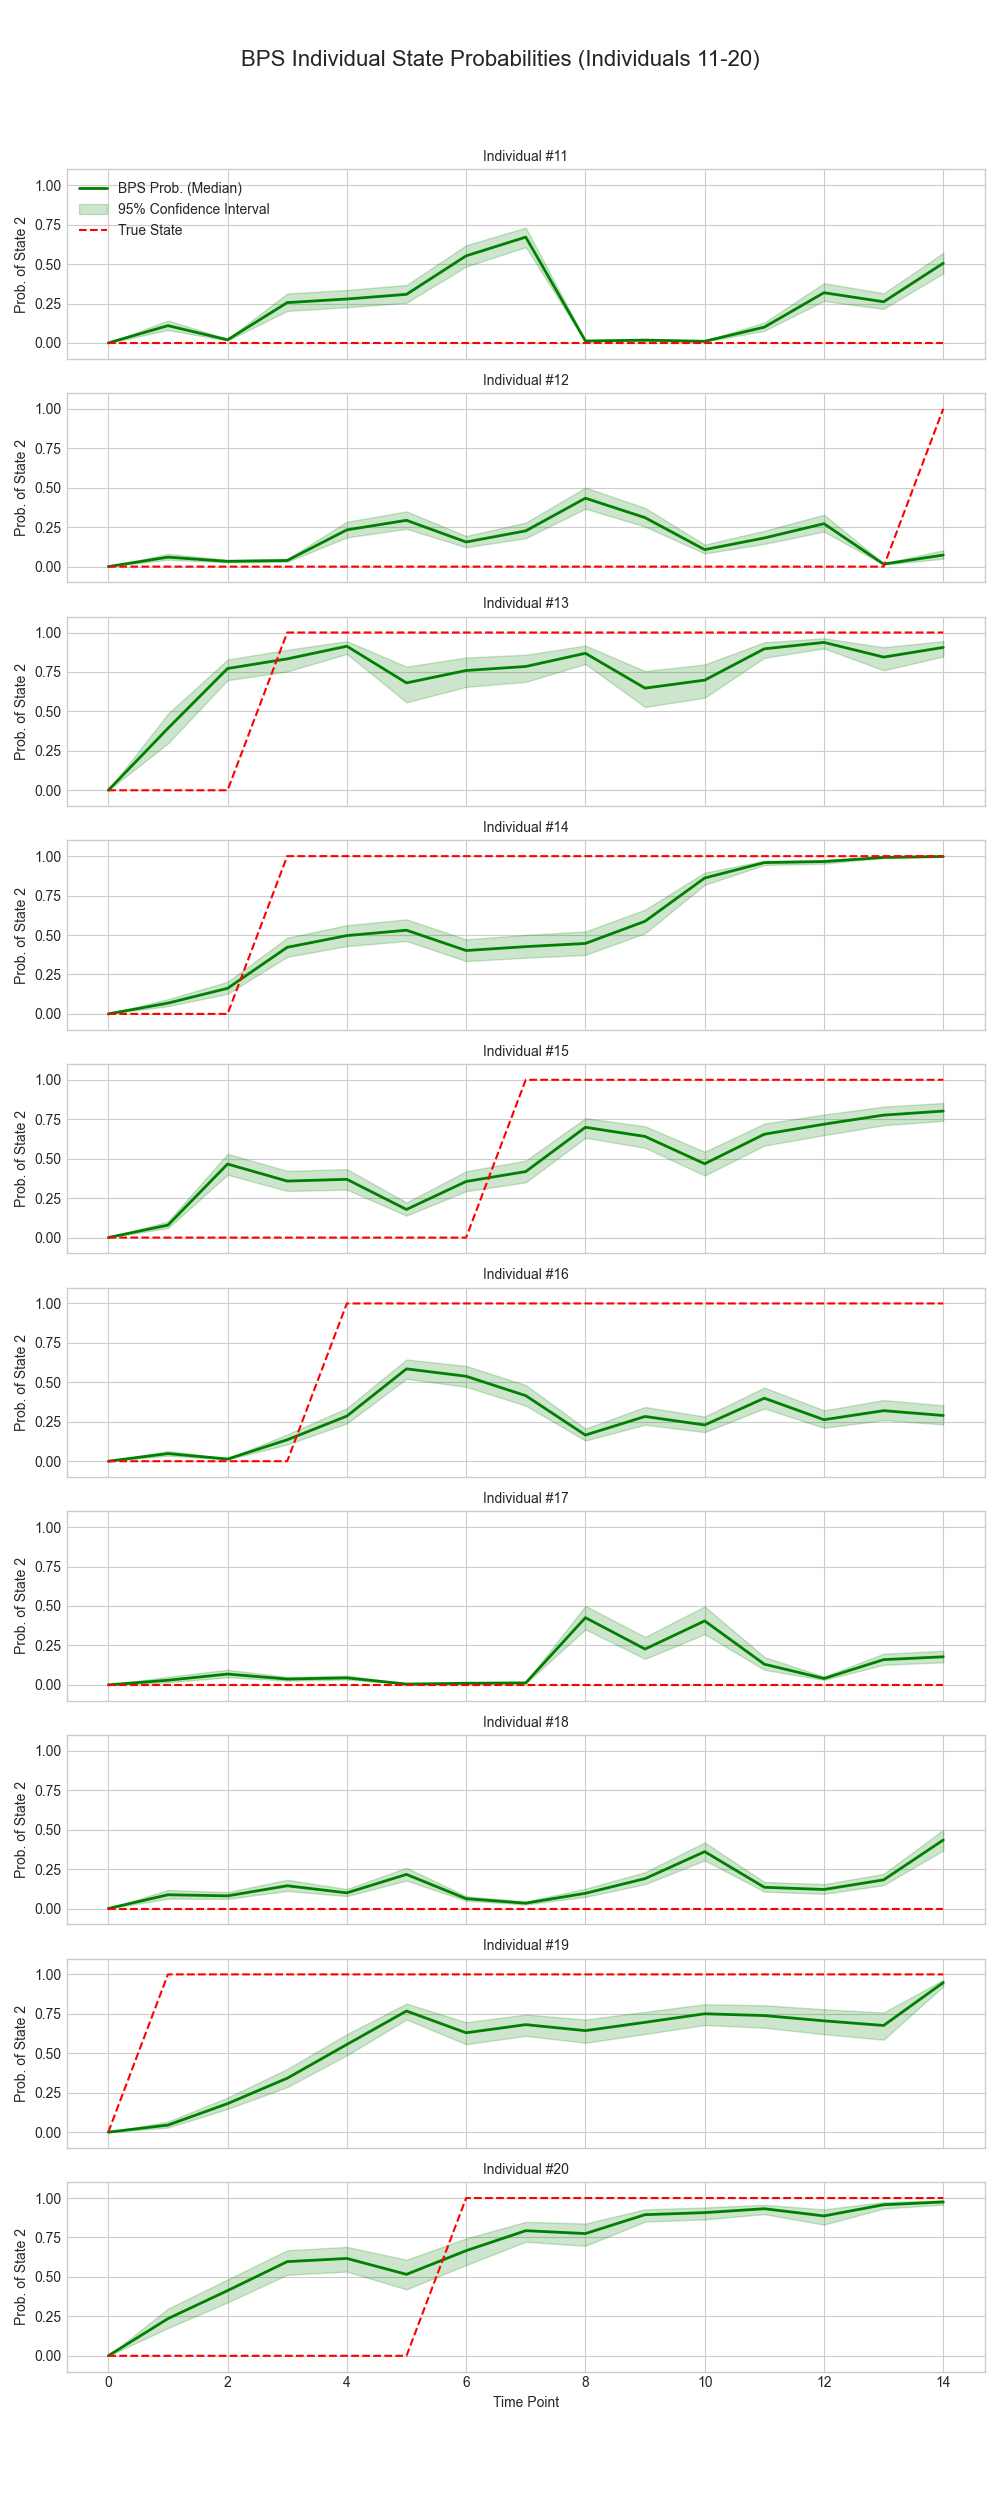 BPS Individual State Probabilities (Individuals 11-20)
Individual #11
1.00
0.75
0.50
0.25
0.00
Prob. of State 2
BPS Prob. (Median)
95% Confidence Interval
True State
Individual #12
1.00
0.75
0.50
0.25
0.00
Prob. of State 2
Individual #13
1.00
0.75
0.50
0.25
0.00
Prob. of State 2
Individual #14
1.00
0.75
0.50
0.25
0.00
Prob. of State 2
Individual #15
1.00
0.75
0.50
0.25
0.00
Prob. of State 2
Individual #16
1.00
0.75
0.50
0.25
0.00
Prob. of State 2
Individual #17
1.00
0.75
0.50
0.25
0.00
Prob. of State 2
Individual #18
1.00
0.75
0.50
0.25
0.00
Prob. of State 2
Individual #19
1.00
0.75
0.50
0.25
0.00
Prob. of State 2
Individual #20
1.00
0.75
0.50
0.25
0.00
Prob. of State 2
0 2 4 6 8 10 12 14
Time Point